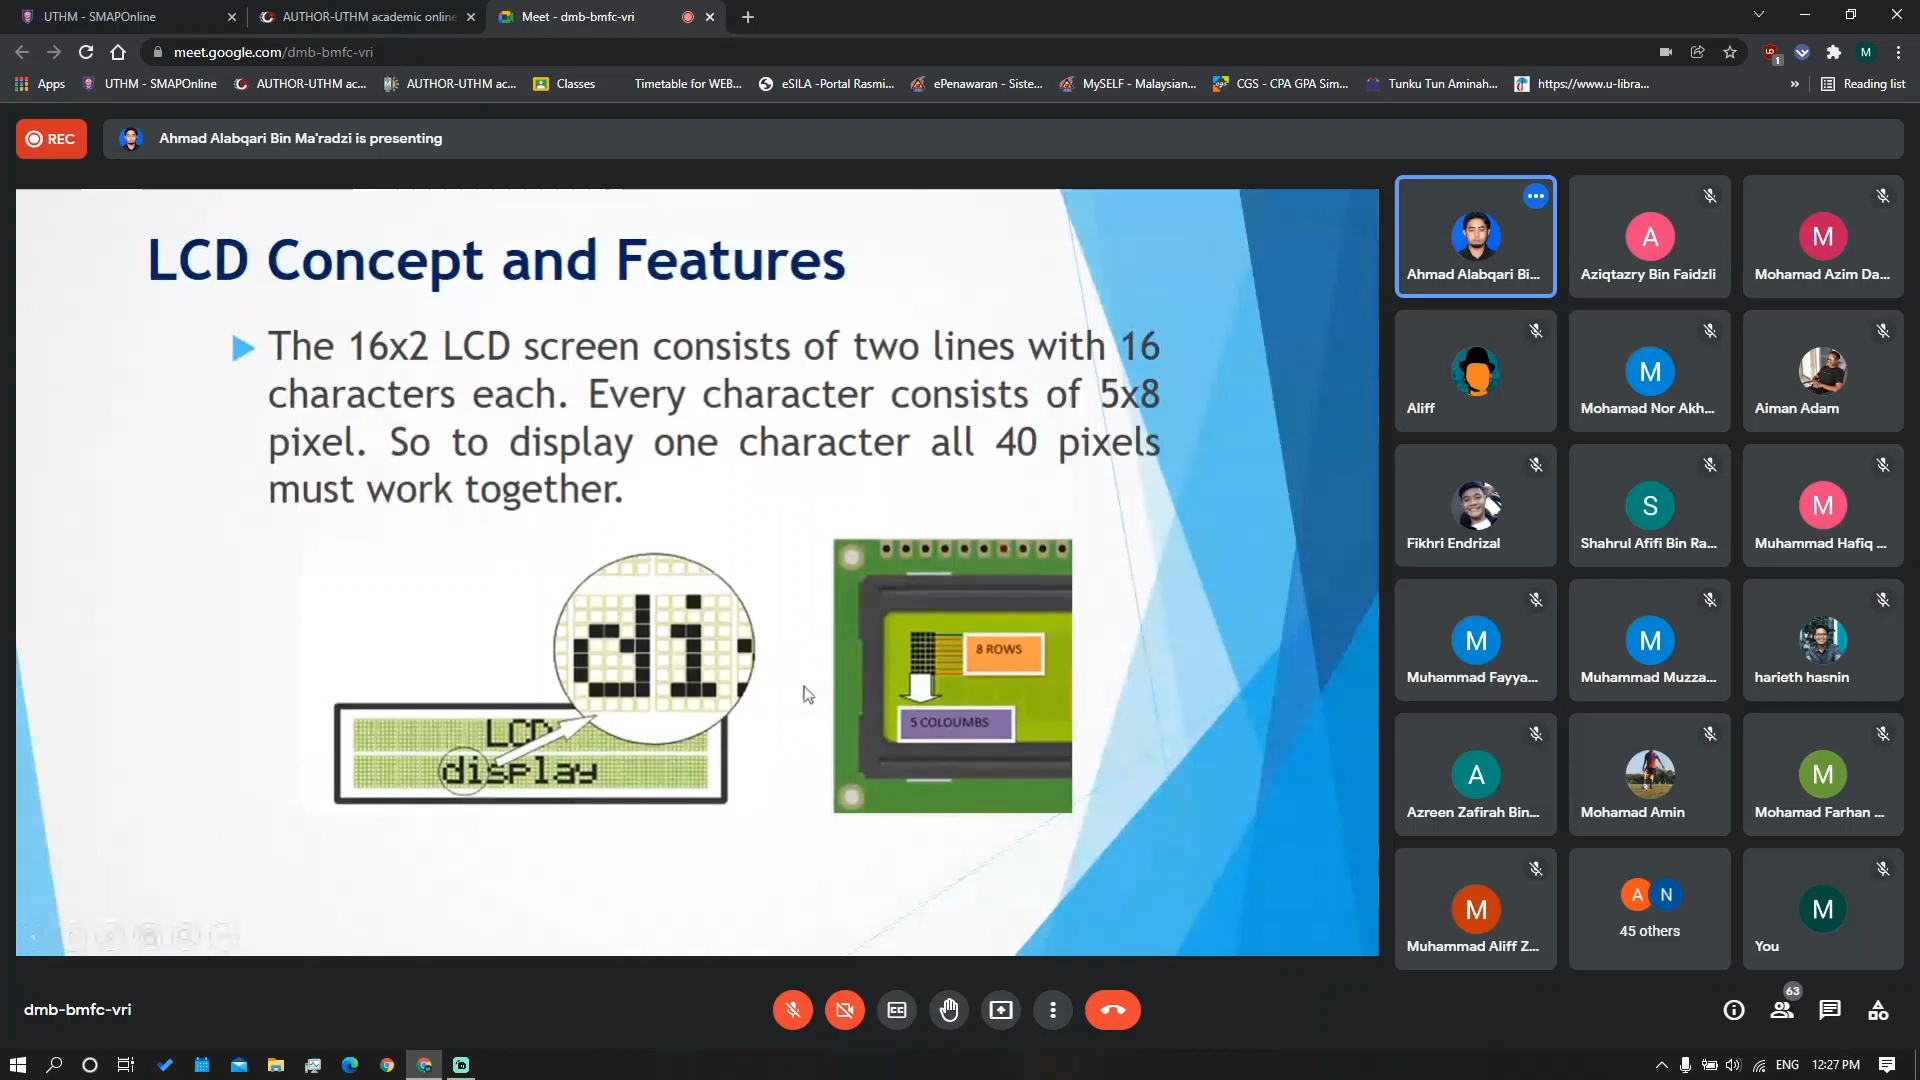 UTHM - SMAPOnline
AUTHOR-UTHM academic online
Meet - dmb-bmfc-vri
meet.google.com/dmb-bmfc-vri
1
M
Apps
UTHM - SMAPOnline
AUTHOR-UTHM ac...
AUTHOR-UTHM ac...
Classes
Timetable for WEB...
eSILA -Portal Rasmi...
ePenawaran - Siste...
MySELF - Malaysian...
CGS - CPA GPA Sim...
Tunku Tun Aminah...
https://www.u-libra...
»
Reading list
REC
Ahmad Alabqari Bin Ma'radzi is presenting
LCD Concept and Features
The 16x2 LCD screen consists of two lines with 16
characters each. Every character consists of 5x8
pixel. So to display one character all 40 pixels
must work together.
di
LCD
display
8 ROWS
5 COLOUMBS
Ahmad Alabqari Bi...
A
Aziqtazry Bin Faidzli
M
Mohamad Azim Da...
Aliff
M
Mohamad Nor Akh...
Aiman Adam
Fikhri Endrizal
S
Shahrul Afifi Bin Ra...
M
Muhammad Hafiq ...
M
Muhammad Fayya...
M
Muhammad Muzza...
harieth hasnin
A
Azreen Zafirah Bin...
Mohamad Amin
M
Mohamad Farhan ...
M
Muhammad Aliff Z...
A N
45 others
M
You
dmb-bmfc-vri
63
ENG
12:27 PM